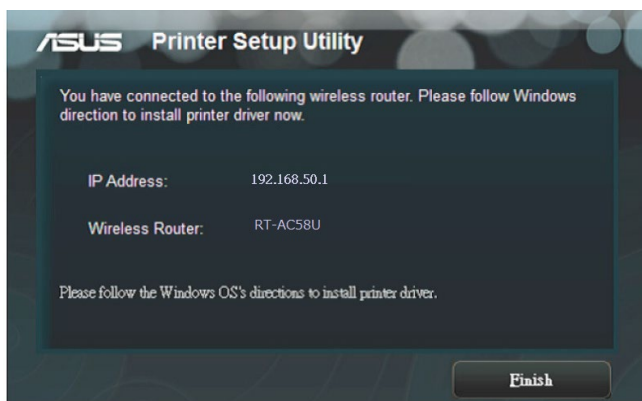 ASUS Printer Setup Utility
You have connected to the following wireless router. Please follow Windows
direction to install printer driver now.
IP Address: 192.168.50.1
Wireless Router: RT-AC58U
Please follow the Windows OS's directions to install printer driver.
Finish